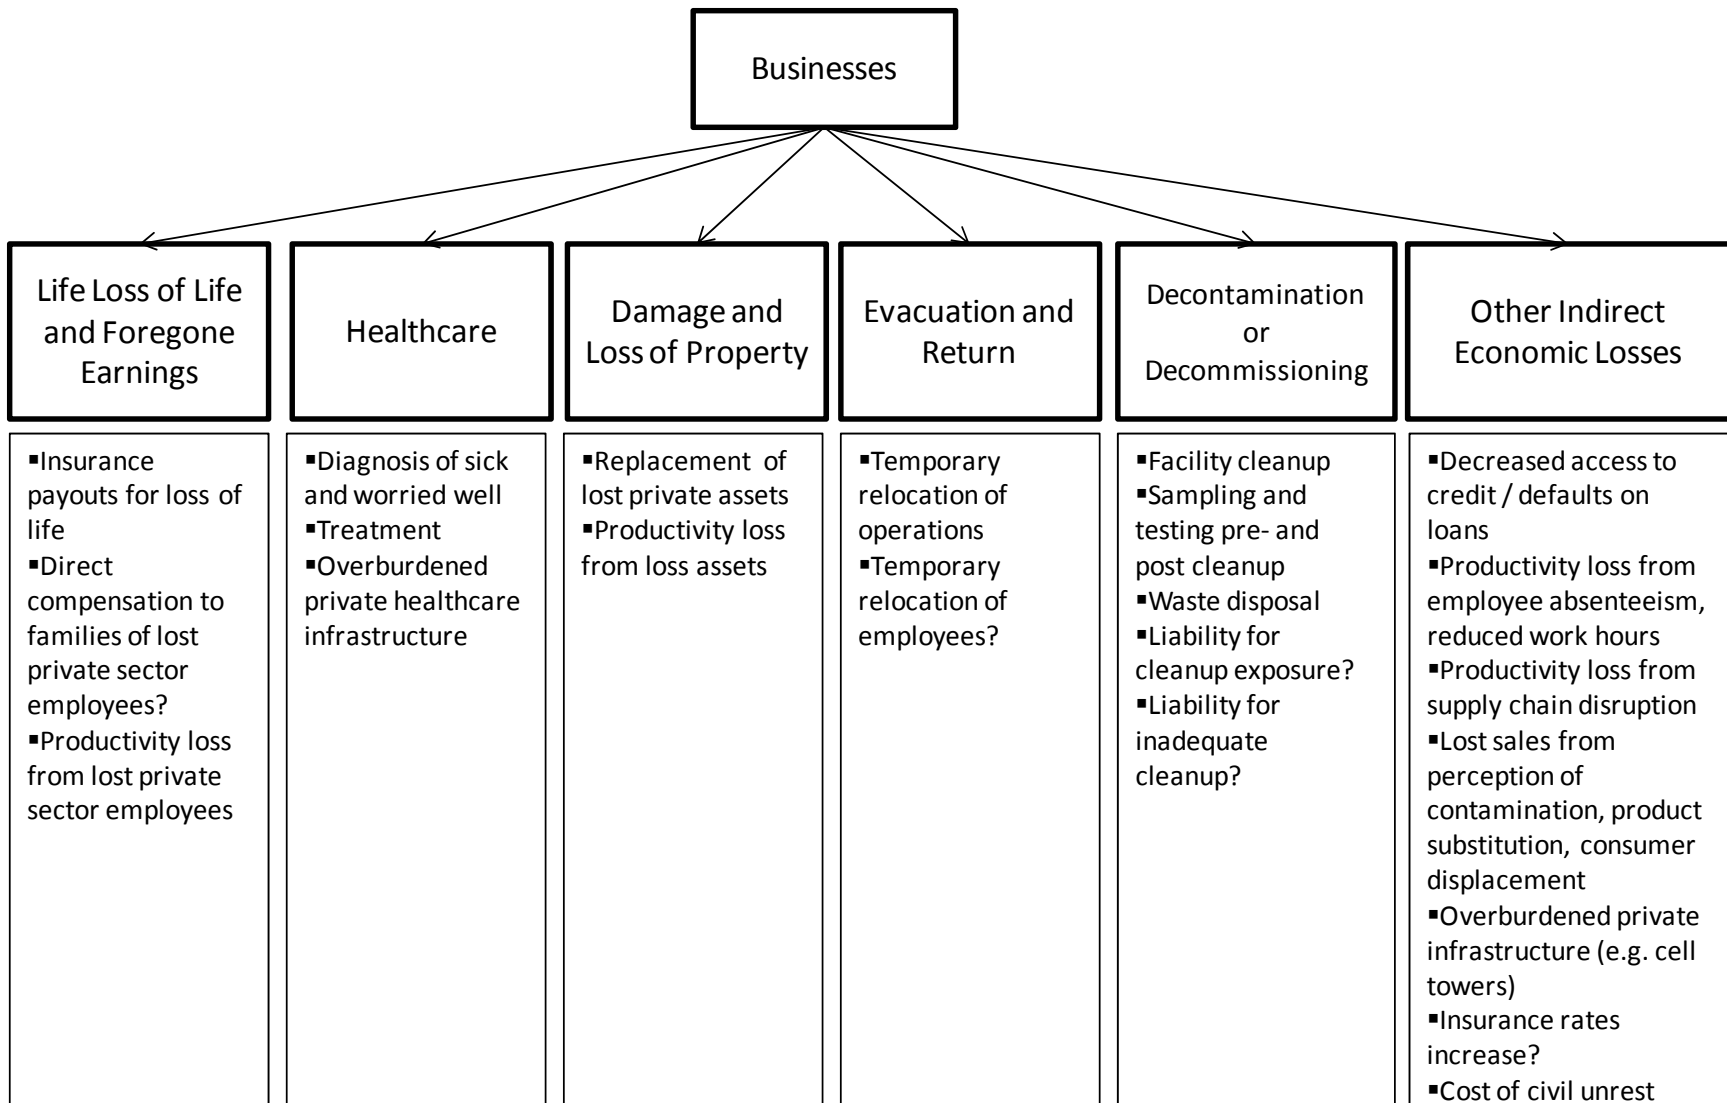 Businesses
Life Loss of Life
and Foregone
Earnings
Healthcare
Damage and
Loss of Property
Evacuation and
Return
Decontamination
or
Decommissioning
Other Indirect
Economic Losses
▪Insurance
payouts for loss of
life
▪Direct
compensation to
families of lost
private sector
employees?
▪Productivity loss
from lost private
sector employees
▪Diagnosis of sick
and worried well
▪Treatment
▪Overburdened
private healthcare
infrastructure
▪Replacement of
lost private assets
▪Productivity loss
from loss assets
▪Temporary
relocation of
operations
▪Temporary
relocation of
employees?
▪Facility cleanup
▪Sampling and
testing pre- and
post cleanup
▪Waste disposal
▪Liability for
cleanup exposure?
▪Liability for
inadequate
cleanup?
▪Decreased access to
credit / defaults on
loans
▪Productivity loss from
employee absenteeism,
reduced work hours
▪Productivity loss from
supply chain disruption
▪Lost sales from
perception of
contamination, product
substitution, consumer
displacement
▪Overburdened private
infrastructure (e.g. cell
towers)
▪Insurance rates
increase?
▪Cost of civil unrest